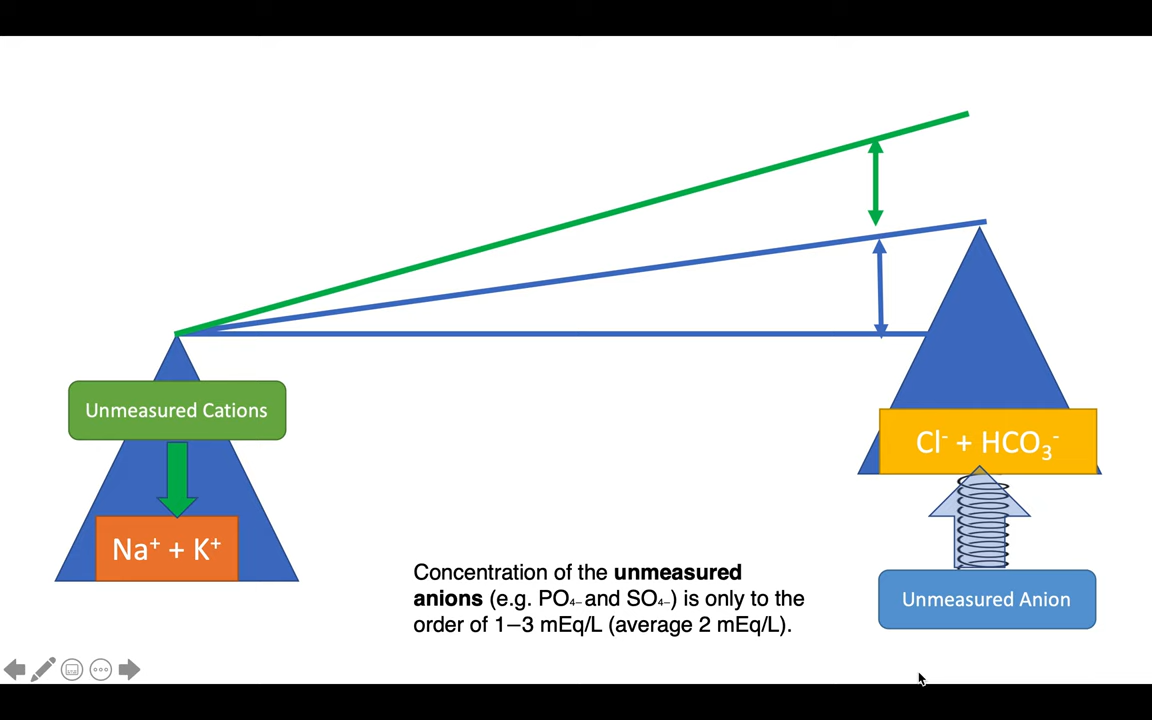 Unmeasured Cations
Na⁺ + K⁺
Cl⁻ + HCO₃⁻
Unmeasured Anion
Concentration of the unmeasured
anions (e.g. PO₄₋ and SO₄₋) is only to the
order of 1–3 mEq/L (average 2 mEq/L).